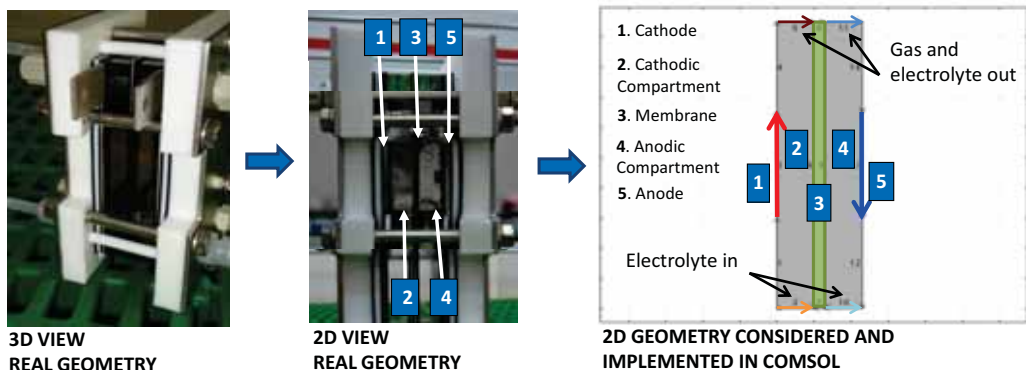 1
3
5
2
4
3D VIEW
REAL GEOMETRY
2D VIEW
REAL GEOMETRY
1. Cathode
2. Cathodic
Compartment
3. Membrane
4. Anodic
Compartment
5. Anode
Gas and
electrolyte out
2
4
1
3
5
Electrolyte in
2D GEOMETRY CONSIDERED AND
IMPLEMENTED IN COMSOL